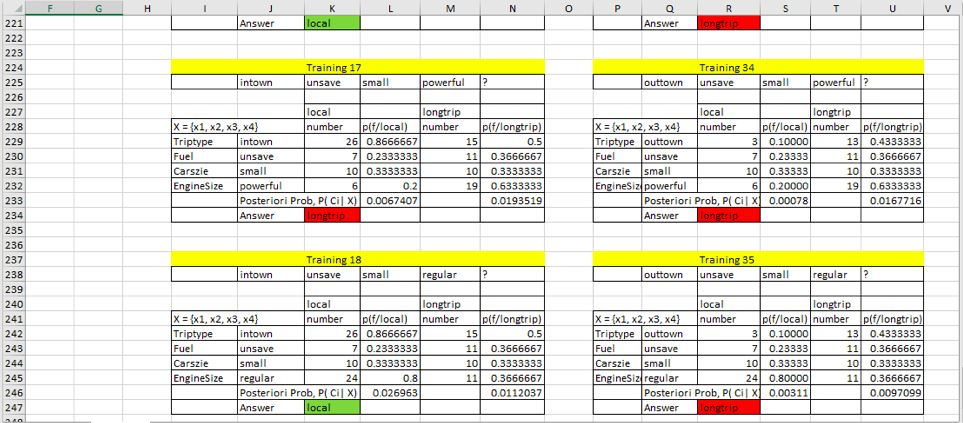 F G H I J K L M N O P Q R S T U V
221 Answer local Answer longtrip
222
223
224 Training 17 Training 34
225 intown unsave small powerful ? outtown unsave small powerful ?
226
227 local longtrip local longtrip
228 X = {x1, x2, x3, x4} number p(f/local) number p(f/longtrip) X = {x1, x2, x3, x4} number p(f/local) number p(f/longtrip)
229 Triptype intown 26 0.8666667 15 0.5 Triptype outtown 3 0.10000 13 0.4333333
230 Fuel unsave 7 0.2333333 11 0.3666667 Fuel unsave 7 0.23333 11 0.3666667
231 Carszie small 10 0.3333333 10 0.3333333 Carszie small 10 0.33333 10 0.3333333
232 EngineSize powerful 6 0.2 19 0.6333333 EngineSiz powerful 6 0.20000 19 0.6333333
233 Posteriori Prob, P( Ci| X) 0.0067407 0.0193519 Posteriori Prob, P( Ci| X) 0.00078 0.0167716
234 Answer longtrip Answer longtrip
235
236
237 Training 18 Training 35
238 intown unsave small regular ? outtown unsave small regular ?
239
240 local longtrip local longtrip
241 X = {x1, x2, x3, x4} number p(f/local) number p(f/longtrip) X = {x1, x2, x3, x4} number p(f/local) number p(f/longtrip)
242 Triptype intown 26 0.8666667 15 0.5 Triptype outtown 3 0.10000 13 0.4333333
243 Fuel unsave 7 0.2333333 11 0.3666667 Fuel unsave 7 0.23333 11 0.3666667
244 Carszie small 10 0.3333333 10 0.3333333 Carszie small 10 0.33333 10 0.3333333
245 EngineSize regular 24 0.8 11 0.3666667 EngineSiz regular 24 0.80000 11 0.3666667
246 Posteriori Prob, P( Ci| X) 0.026963 0.0112037 Posteriori Prob, P( Ci| X) 0.00311 0.0097099
247 Answer local Answer longtrip